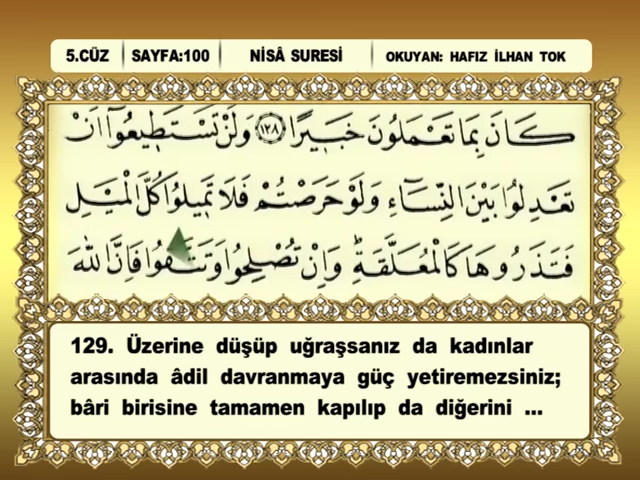 5.CÜZ SAYFA:100 NİSÂ SURESİ OKUYAN: HAFIZ İLHAN TOK
كَانَ بِمَا تَعْمَلُونَ خَبِيرًا ﴿١٢٨﴾ وَلَنْ تَسْتَطِيعُوٓا اَنْ
تَعْدِلُوا بَيْنَ النِّسَٓاءِ وَلَوْ حَرَصْتُمْ فَلَا تَمِيلُوا كُلَّ الْمَيْلِ
فَتَذَرُوهَا كَالْمُعَلَّقَةِۜ وَاِنْ تُصْلِحُوا وَتَتَّقُوا فَاِنَّ اللّٰهَ
129. Üzerine düşüp uğraşsanız da kadınlar
arasında âdil davranmaya güç yetiremezsiniz;
bâri birisine tamamen kapılıp da diğerini ...